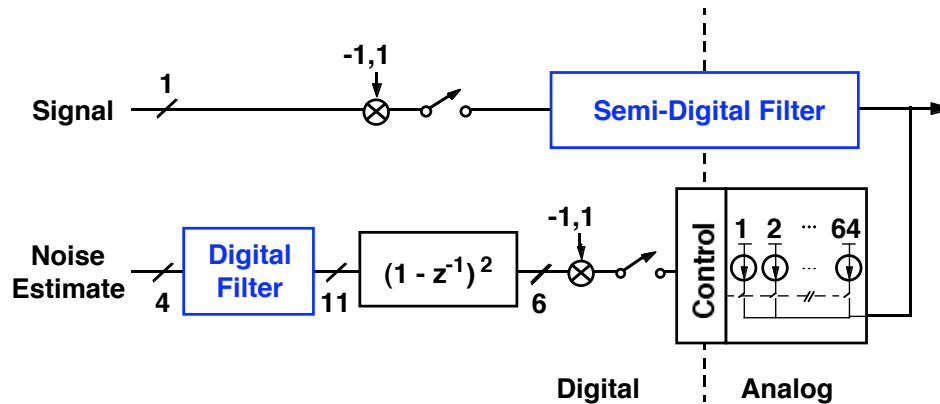 -1,1
1
Signal
Semi-Digital Filter
-1,1
1 2 ... 64
Noise
Estimate
4
Digital
Filter
11
(1 - z⁻¹)²
6
Control
...
Digital
Analog